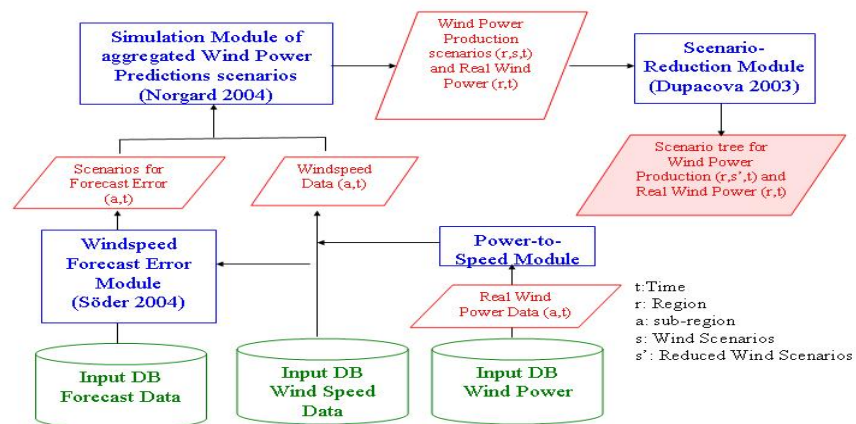 Simulation Module of
aggregated Wind Power
Predictions scenarios
(Norgard 2004)
Wind Power
Production
scenarios (r,s,t)
and Real Wind
Power (r,t)
Scenario-
Reduction Module
(Dupacova 2003)
Scenario tree for
Wind Power
Production (r,s’,t) and
Real Wind Power (r,t)
Scenarios for
Forecast Error
(a,t)
Windspeed
Data (a,t)
Windspeed
Forecast Error
Module
(Söder 2004)
Power-to-
Speed Module
Real Wind
Power Data (a,t)
Input DB
Forecast Data
Input DB
Wind Speed
Data
Input DB
Wind Power
t:Time
r: Region
a: sub-region
s: Wind Scenarios
s’: Reduced Wind Scenarios